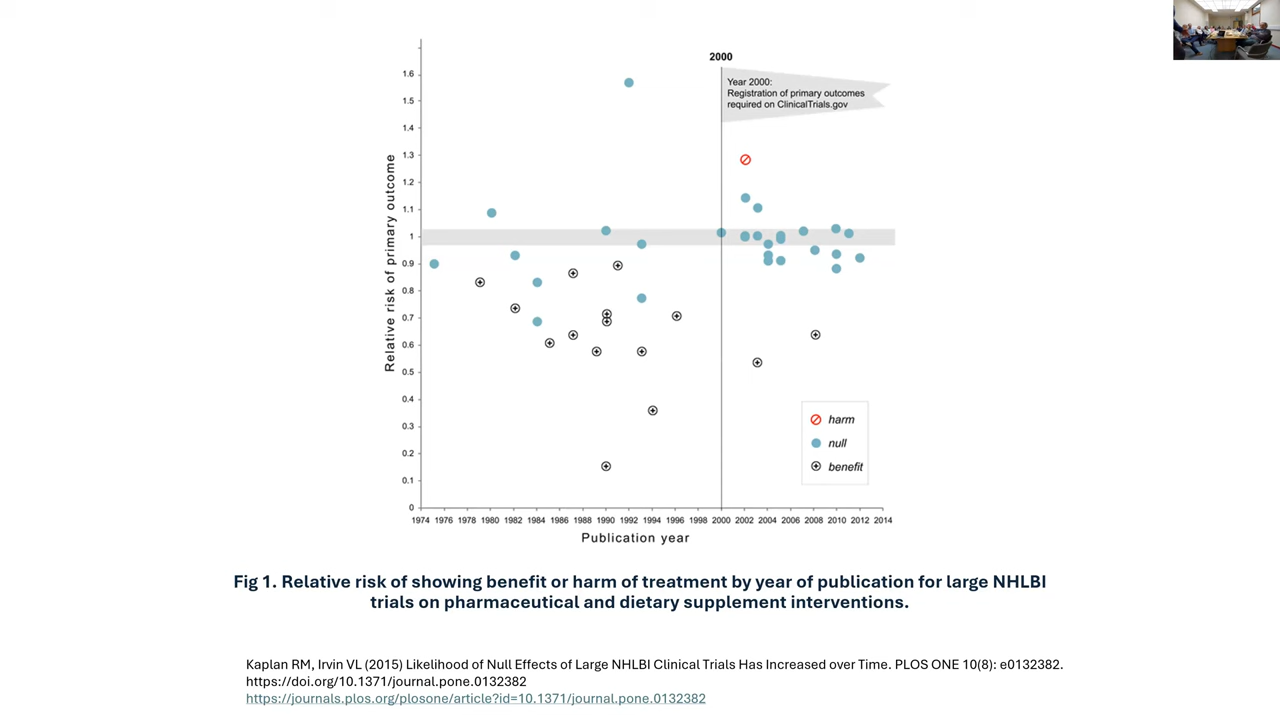 2000
Year 2000:
Registration of primary outcomes
required on ClinicalTrials.gov
Relative risk of primary outcome
1.6
1.5
1.4
1.3
1.2
1.1
1
0.9
0.8
0.7
0.6
0.5
0.4
0.3
0.2
0.1
0
harm
null
benefit
1974 1976 1978 1980 1982 1984 1986 1988 1990 1992 1994 1996 1998 2000 2002 2004 2006 2008 2010 2012 2014
Publication year
Fig 1. Relative risk of showing benefit or harm of treatment by year of publication for large NHLBI
trials on pharmaceutical and dietary supplement interventions.
Kaplan RM, Irvin VL (2015) Likelihood of Null Effects of Large NHLBI Clinical Trials Has Increased over Time. PLOS ONE 10(8): e0132382.
https://doi.org/10.1371/journal.pone.0132382
https://journals.plos.org/plosone/article?id=10.1371/journal.pone.0132382